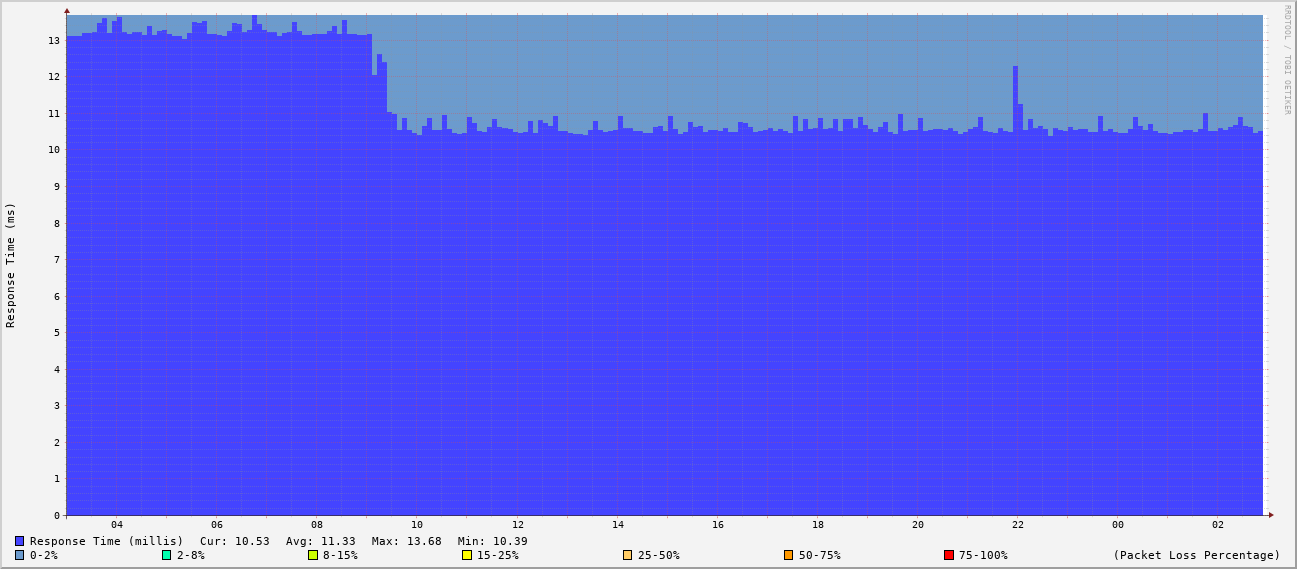 RRDTOOL / TOBI OETIKER
Response Time (ms)
13
12
11
10
9
8
7
6
5
4
3
2
1
0
04 06 08 10 12 14 16 18 20 22 00 02
Response Time (millis) Cur: 10.53 Avg: 11.33 Max: 13.68 Min: 10.39
0-2% 2-8% 8-15% 15-25% 25-50% 50-75% 75-100% (Packet Loss Percentage)